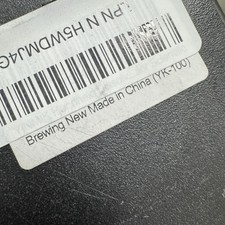 LPN N H5WDMJ4G
Brewing New Made in China (YK-100)